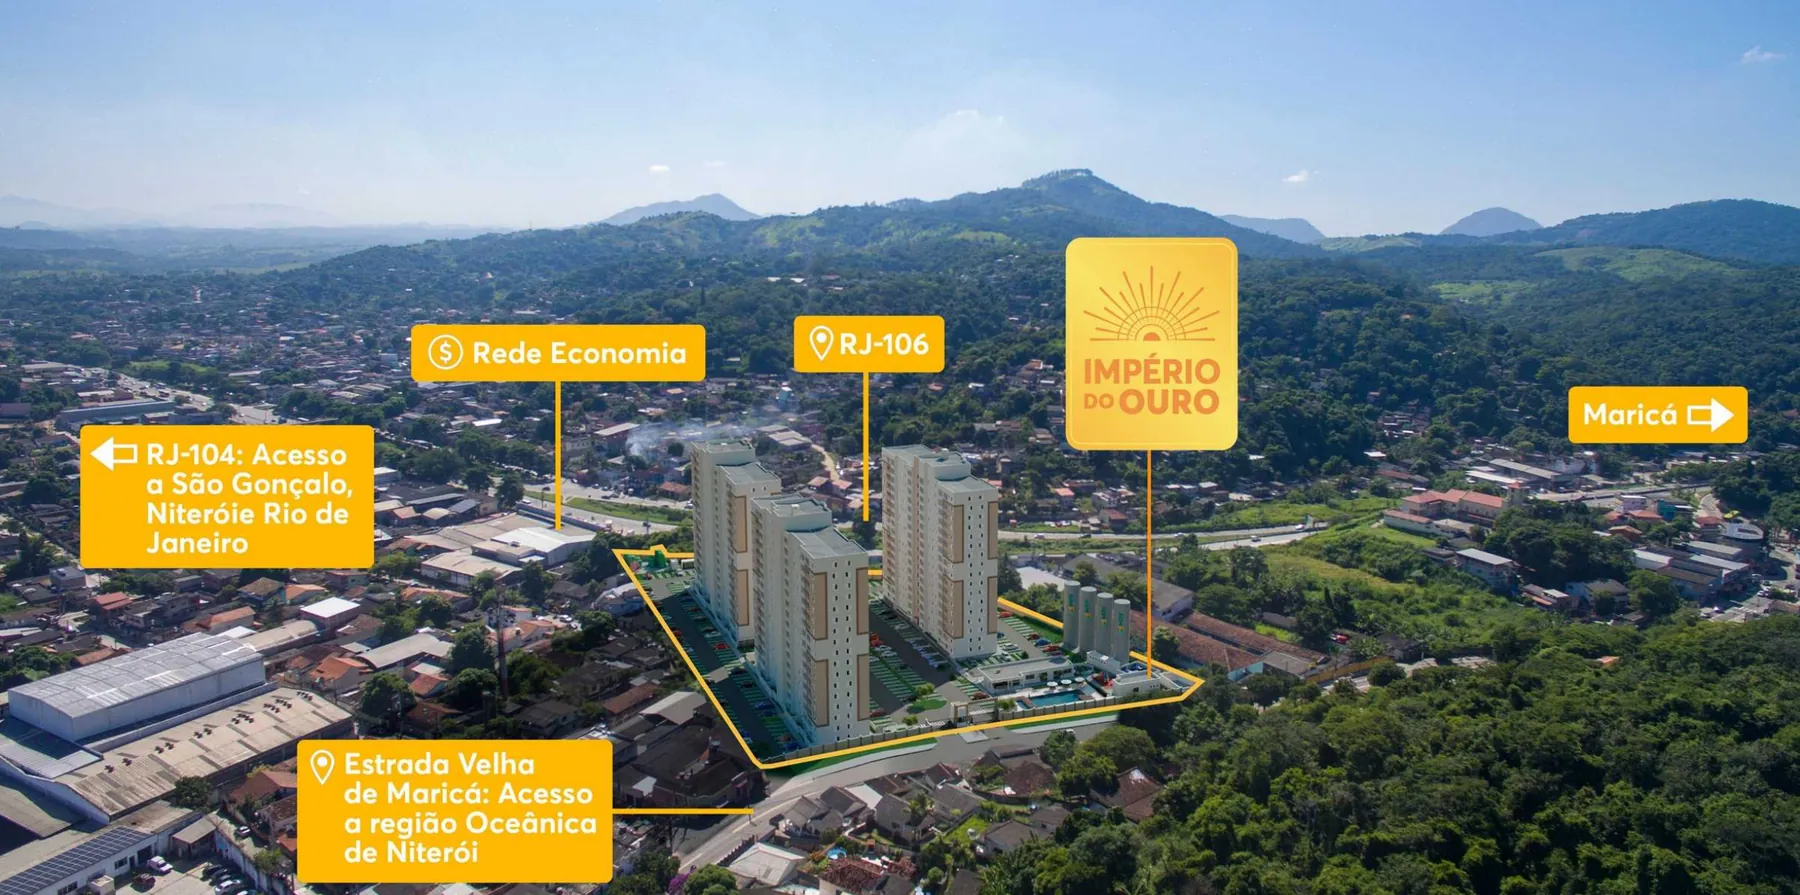 Rede Economia
RJ-106
IMPÉRIO
DO OURO
Maricá
RJ-104: Acesso
a São Gonçalo,
Niteróie Rio de
Janeiro
Estrada Velha
de Maricá: Acesso
a região Oceânica
de Niterói